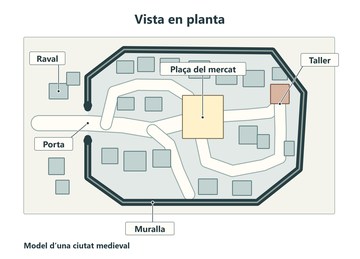 Vista en planta
Raval
Plaça del mercat
Taller
Porta
Muralla
Model d'una ciutat medieval